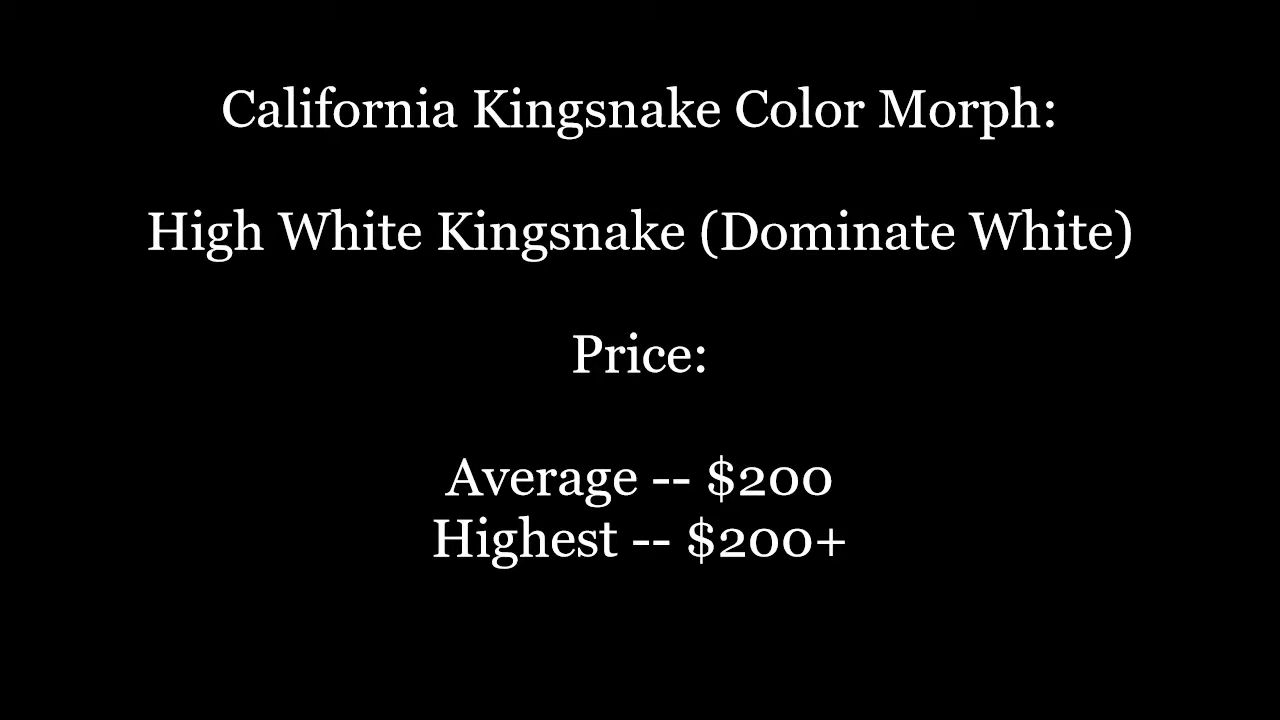 California Kingsnake Color Morph:
High White Kingsnake (Dominate White)
Price:
Average -- $200
Highest -- $200+